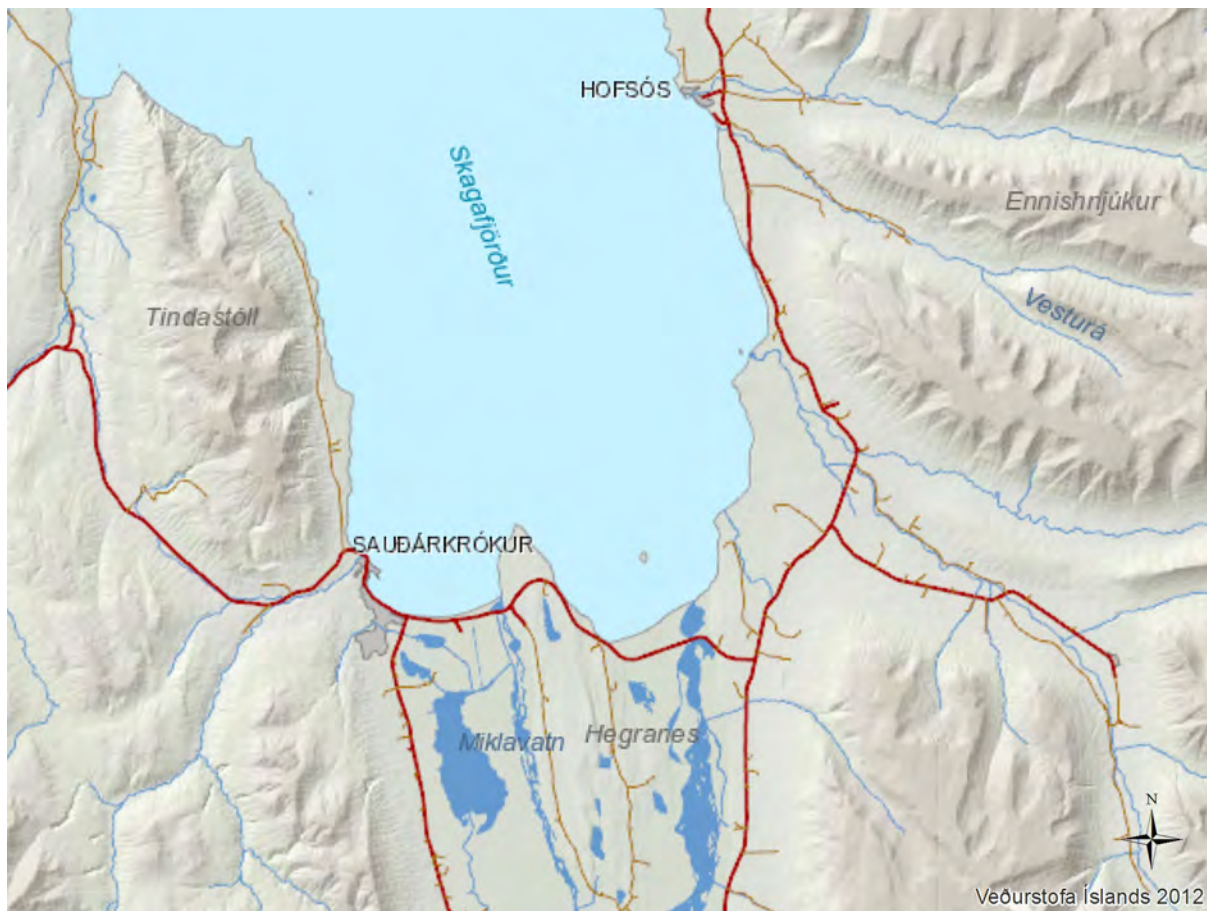 HOFSÓS
Skagafjörður
Ennishnjúkur
Vesturá
Tindastóll
SAUÐÁRKRÓKUR
Miklavatn
Hegranes
N
Veðurstofa Íslands 2012